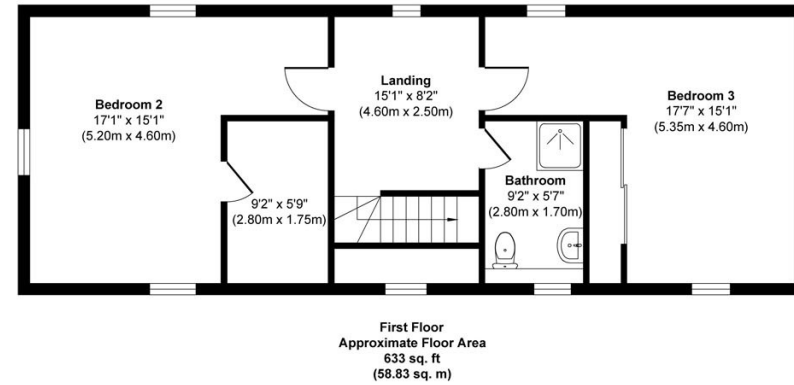 Bedroom 2
17'1" x 15'1"
(5.20m x 4.60m)
Landing
15'1" x 8'2"
(4.60m x 2.50m)
Bedroom 3
17'7" x 15'1"
(5.35m x 4.60m)
9'2" x 5'9"
(2.80m x 1.75m)
Bathroom
9'2" x 5'7"
(2.80m x 1.70m)
First Floor
Approximate Floor Area
633 sq. ft
(58.83 sq. m)